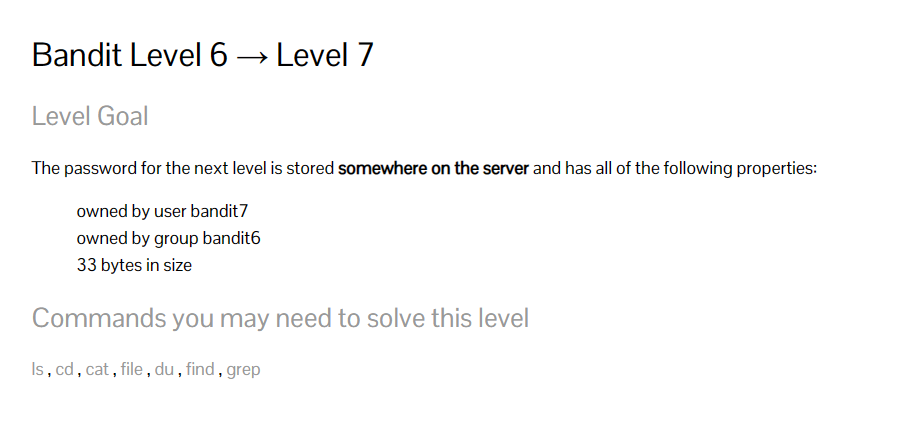 Bandit Level 6 → Level 7
Level Goal
The password for the next level is stored somewhere on the server and has all of the following properties:
owned by user bandit7
owned by group bandit6
33 bytes in size
Commands you may need to solve this level
ls , cd , cat , file , du , find , grep